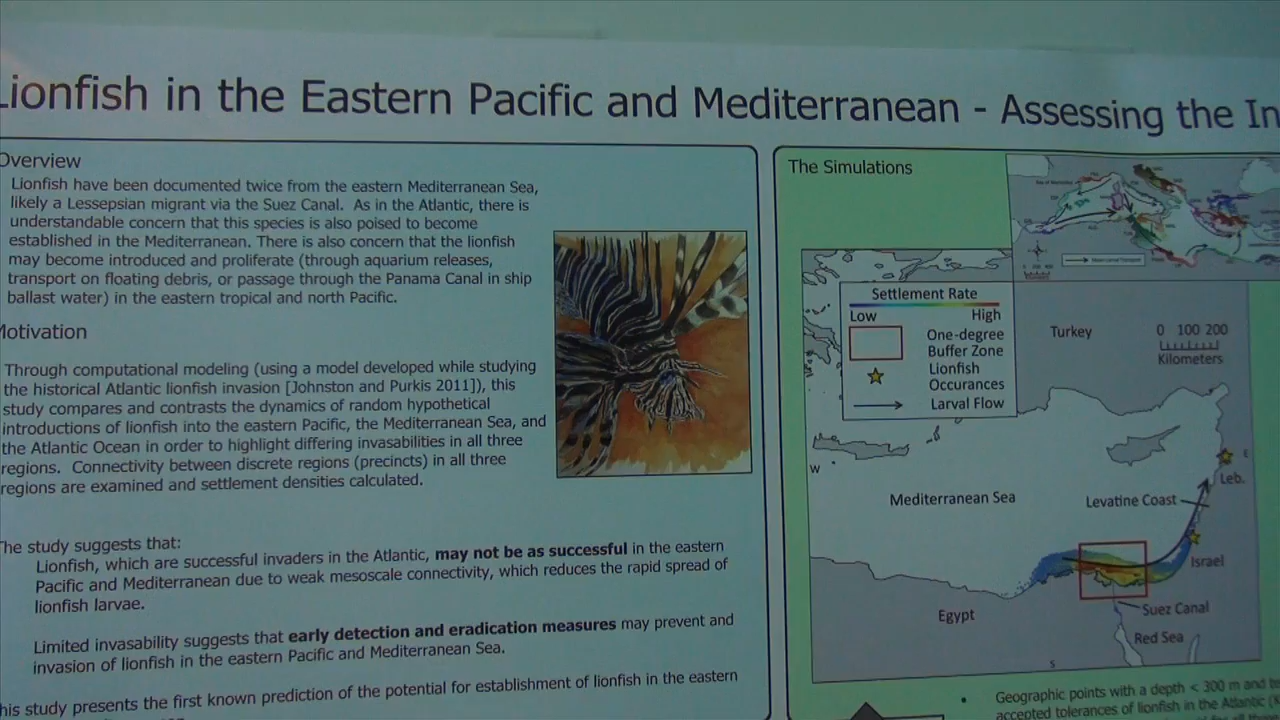 Lionfish in the Eastern Pacific and Mediterranean - Assessing the In
Overview
Lionfish have been documented twice from the eastern Mediterranean Sea,
likely a Lessepsian migrant via the Suez Canal. As in the Atlantic, there is
understandable concern that this species is also poised to become
established in the Mediterranean. There is also concern that the lionfish
may become introduced and proliferate (through aquarium releases,
transport on floating debris, or passage through the Panama Canal in ship
ballast water) in the eastern tropical and north Pacific.
Motivation
Through computational modeling (using a model developed while studying
the historical Atlantic lionfish invasion [Johnston and Purkis 2011]), this
study compares and contrasts the dynamics of random hypothetical
introductions of lionfish into the eastern Pacific, the Mediterranean Sea, and
the Atlantic Ocean in order to highlight differing invasabilities in all three
regions. Connectivity between discrete regions (precincts) in all three
regions are examined and settlement densities calculated.
The study suggests that:
Lionfish, which are successful invaders in the Atlantic, may not be as successful in the eastern
Pacific and Mediterranean due to weak mesoscale connectivity, which reduces the rapid spread of
lionfish larvae.
Limited invasability suggests that early detection and eradication measures may prevent and
invasion of lionfish in the eastern Pacific and Mediterranean Sea.
his study presents the first known prediction of the potential for establishment of lionfish in the eastern
The Simulations
Settlement Rate
Low High
One-degree
Buffer Zone
Lionfish
Occurances
Larval Flow
Turkey
0 100 200
Kilometers
W
E
Leb.
Mediterranean Sea
Levatine Coast
Israel
Egypt
Suez Canal
Red Sea
S
• Geographic points with a depth < 300 m and
accepted tolerances of lionfish in the Atlantic